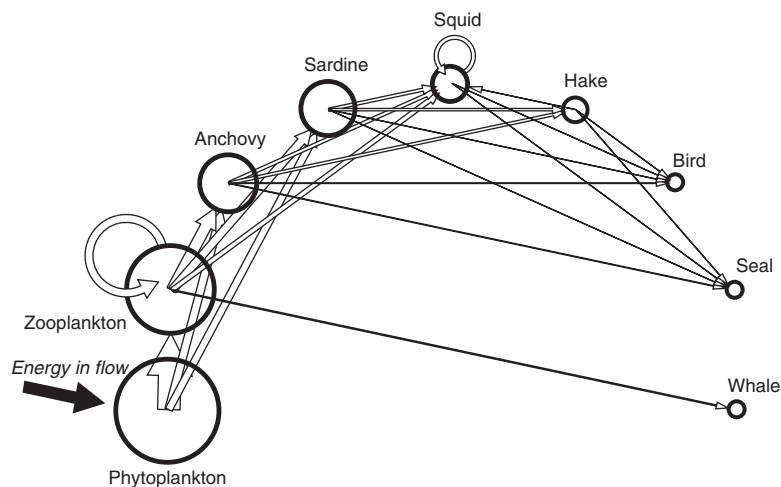 Squid
Sardine
Hake
Anchovy
Bird
Seal
Zooplankton
Energy in flow
Whale
Phytoplankton